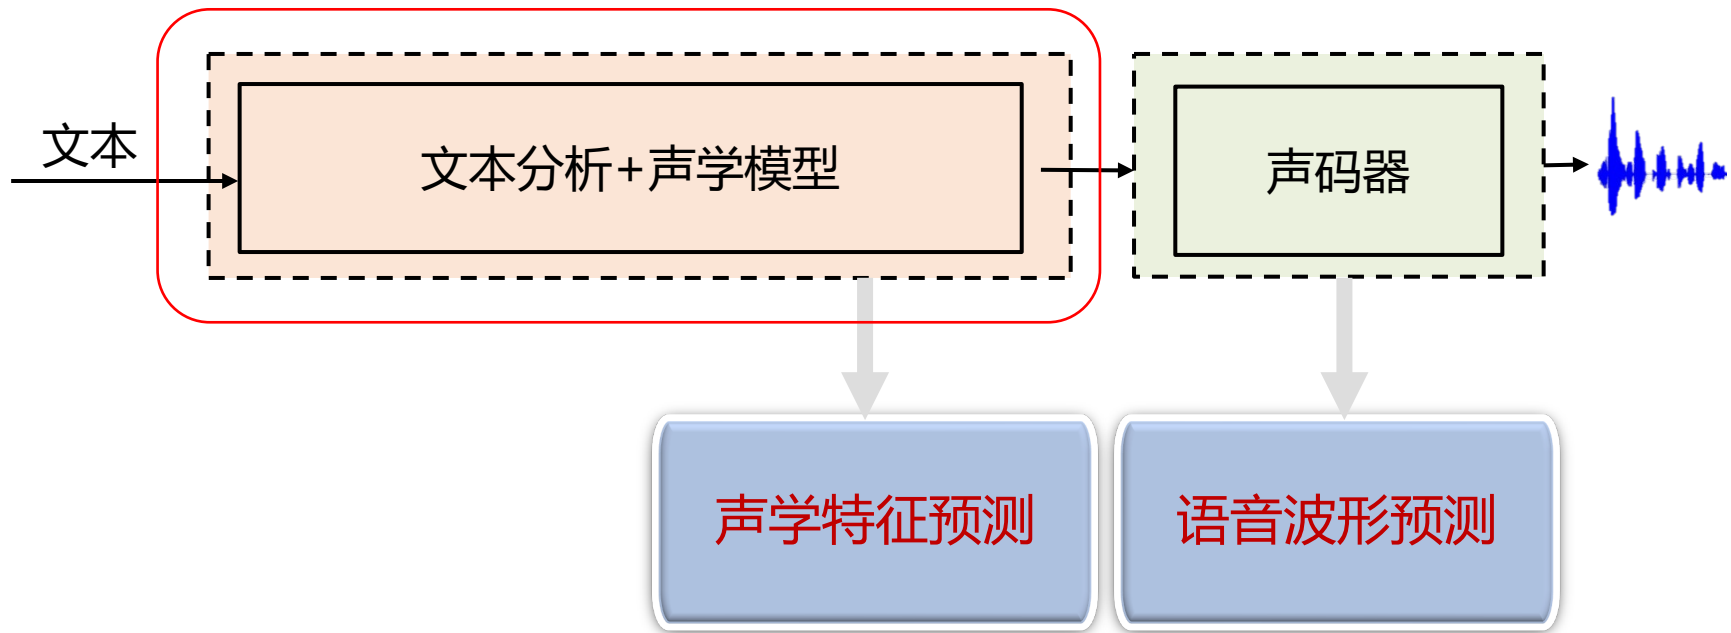 文本
文本分析+声学模型
声码器
声学特征预测
语音波形预测